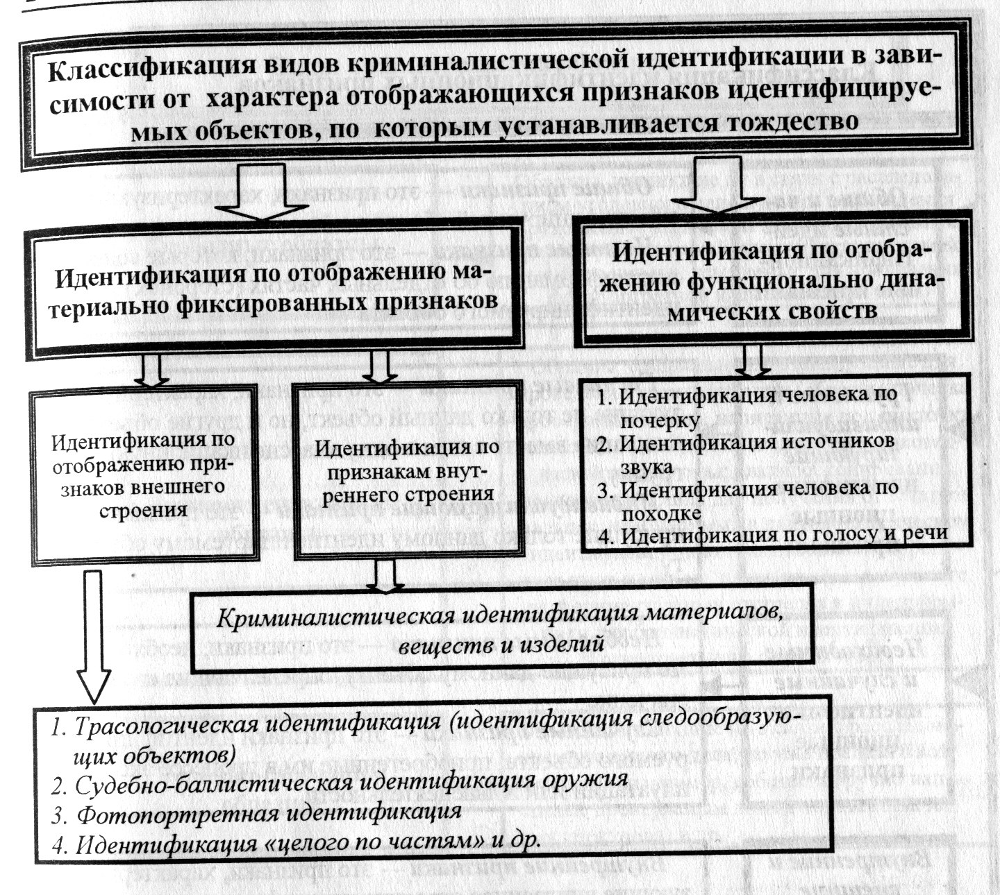 Классификация видов криминалистической идентификации в зави-
симости от характера отображающихся признаков идентифицируе-
мых объектов, по которым устанавливается тождество
Идентификация по отображению ма-
териально фиксированных признаков
Идентификация по отобра-
жению функционально дина-
мических свойств
Идентификация по
отображению при-
знаков внешнего
строения
Идентификация по
признакам внут-
реннего строения
1. Идентификация человека по
почерку
2. Идентификация источников
звука
3. Идентификация человека по
походке
4. Идентификация по голосу и речи
Криминалистическая идентификация материалов,
веществ и изделий
1. Трасологическая идентификация (идентификация следообразую-
щих объектов)
2. Судебно-баллистическая идентификация оружия
3. Фотопортретная идентификация
4. Идентификация «целого по частям» и др.